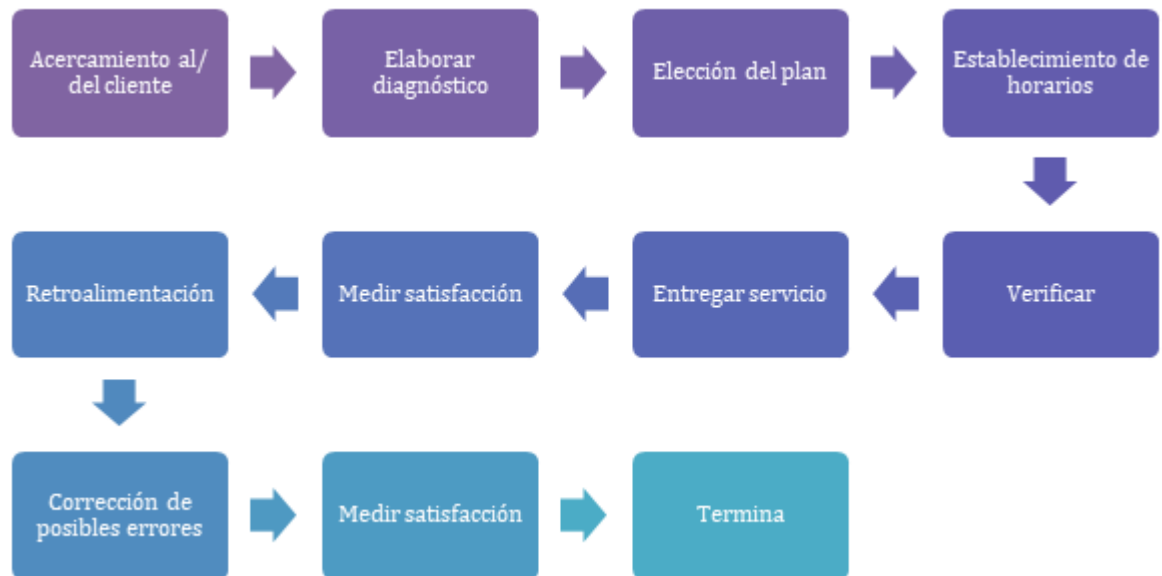 Acercamiento al/
del cliente
Elaborar
diagnóstico
Elección del plan
Establecimiento de
horarios
Verificar
Entregar servicio
Medir satisfacción
Retroalimentación
Corrección de
posibles errores
Medir satisfacción
Termina